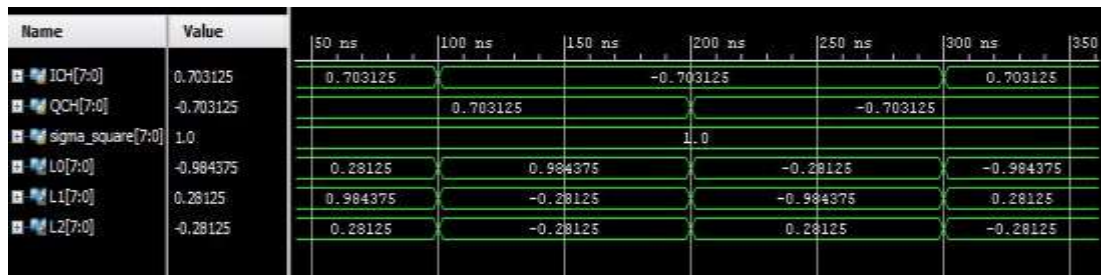 Name Value 50 ns 100 ns 150 ns 200 ns 250 ns 300 ns 350
ICH[7:0] 0.703125 0.703125 -0.703125 0.703125
QCH[7:0] -0.703125 0.703125 -0.703125
sigma_square[7:0] 1.0 1.0
L0[7:0] -0.984375 0.28125 0.984375 -0.28125 -0.984375
L1[7:0] 0.28125 0.984375 -0.28125 -0.984375 0.28125
L2[7:0] -0.28125 0.28125 -0.28125 0.28125 -0.28125